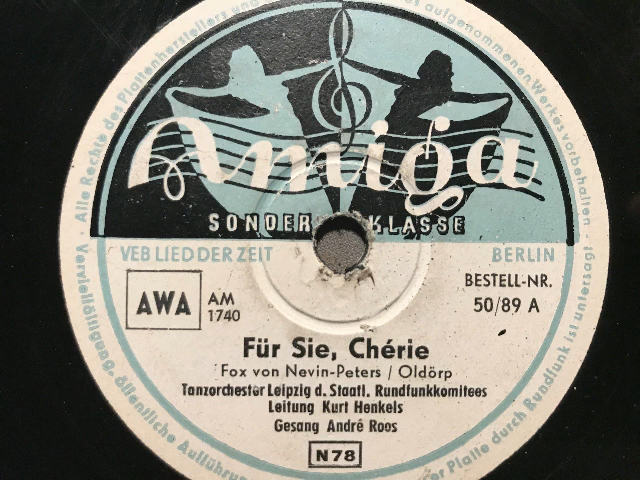 Alle Rechte des Plattenherstellers und
aufgenommenen Werkes vorbehalten -
Amiga
SONDER KLASSE
VEB LIED DER ZEIT BERLIN
AWA
AM
1740
BESTELL-NR.
50/89 A
Für Sie, Chérie
Fox von Nevin-Peters / Oldörp
Tanzorchester Leipzig d. Staatl. Rundfunkkomitees
Leitung Kurt Henkels
Gesang André Roos
N78
Vervielfältigung, öffentliche Aufführung
der Platte durch Rundfunk ist untersagt -